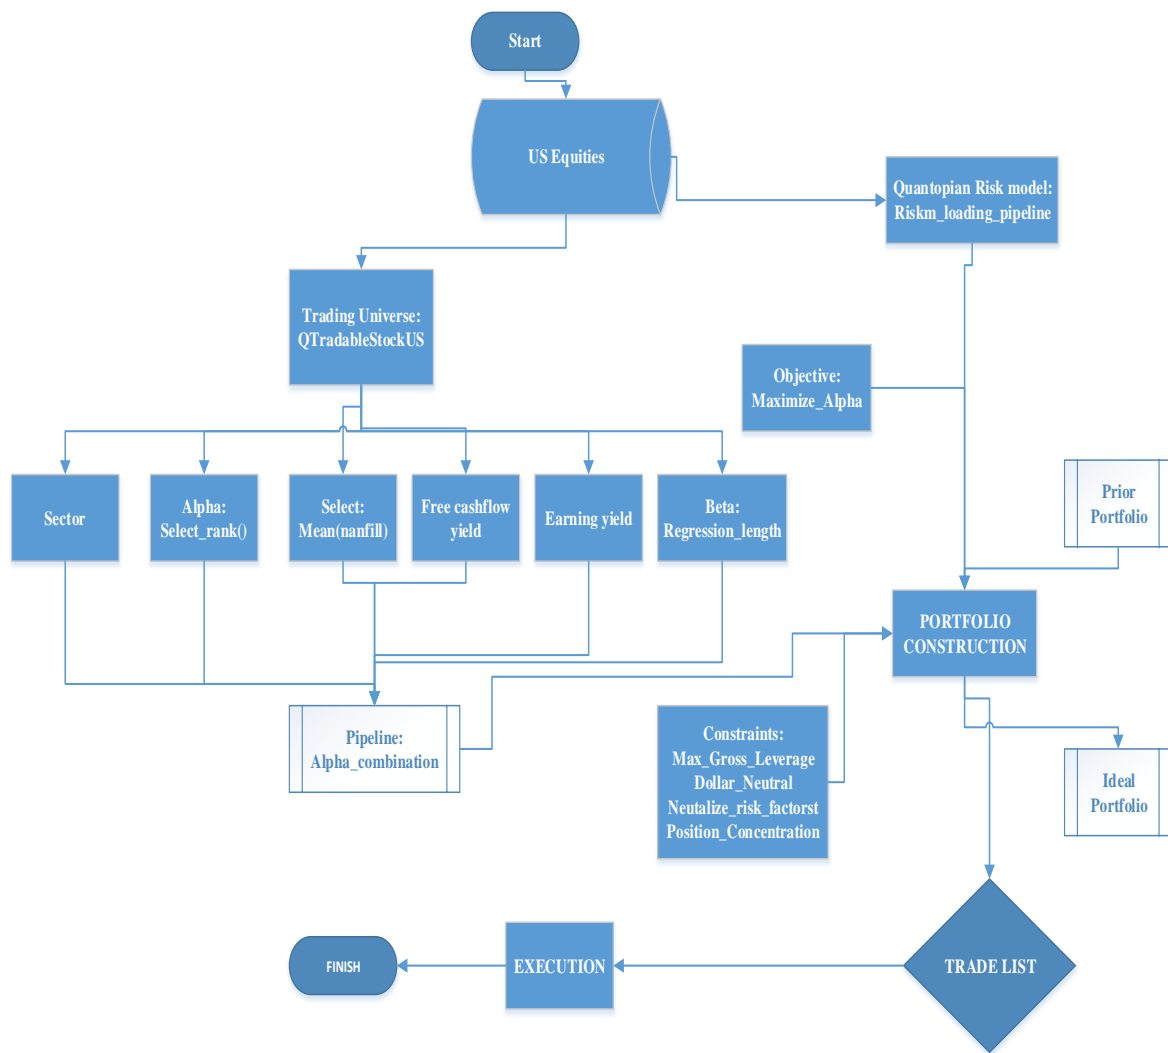 Start
US Equities
Quantopian Risk model:
Riskm_loading_pipeline
Trading Universe:
QTradableStockUS
Objective:
Maximize_Alpha
Sector
Alpha:
Select_rank()
Select:
Mean(nanfill)
Free cashflow
yield
Earning yield
Beta:
Regression_length
Prior
Portfolio
PORTFOLIO
CONSTRUCTION
Pipeline:
Alpha_combination
Constraints:
Max_Gross_Leverage
Dollar_Neutral
Neutalize_risk_factorst
Position_Concentration
Ideal
Portfolio
FINISH
EXECUTION
TRADE LIST